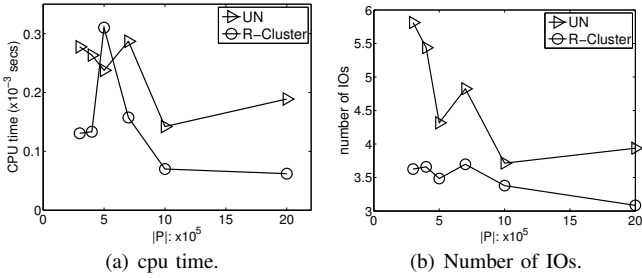 UN
R−Cluster
CPU time (x10⁻³ secs)
0.3
0.2
0.1
0
0
5
10
15
20
|P|: x10⁵
(a) cpu time.
UN
R−Cluster
number of IOs
6
5.5
5
4.5
4
3.5
3
0
5
10
15
20
|P|: x10⁵
(b) Number of IOs.